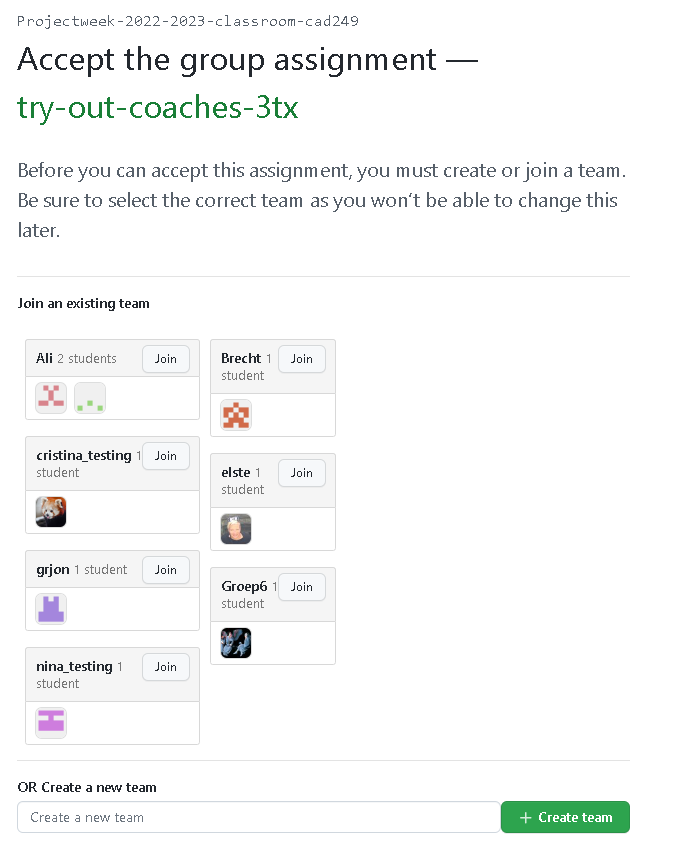 Projectweek-2022-2023-classroom-cad249
Accept the group assignment —
try-out-coaches-3tx
Before you can accept this assignment, you must create or join a team.
Be sure to select the correct team as you won't be able to change this
later.
Join an existing team
Ali 2 students Join
Brecht 1 student Join
cristina_testing 1 student Join
elste 1 student Join
grjon 1 student Join
Groep6 1 student Join
nina_testing 1 student Join
OR Create a new team
Create a new team
+ Create team